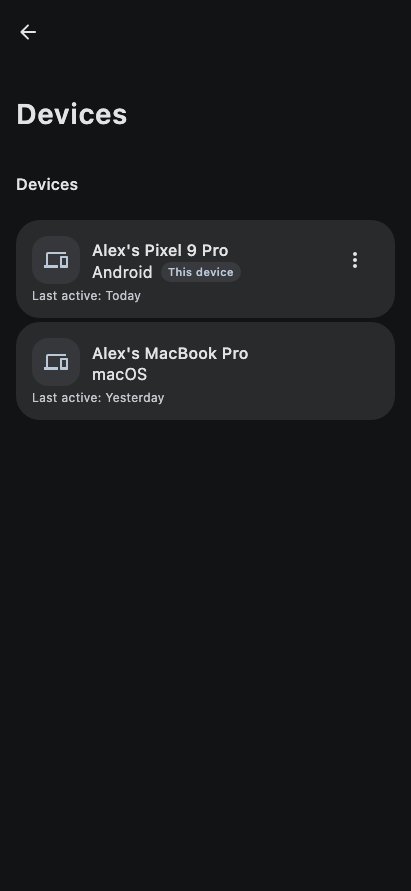 Devices
Devices
Alex's Pixel 9 Pro
Android This device
Last active: Today
Alex's MacBook Pro
macOS
Last active: Yesterday